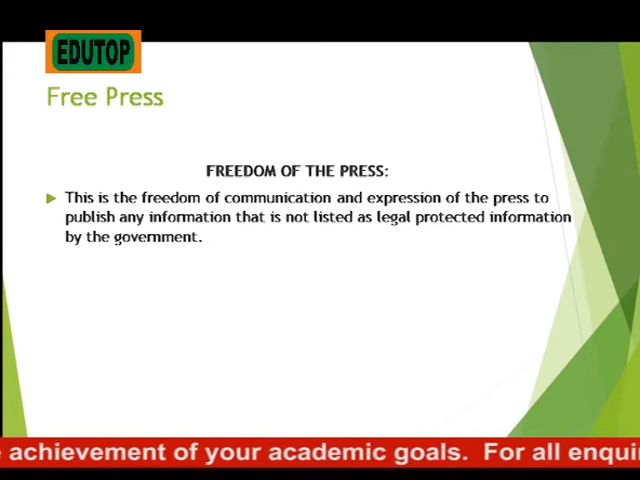 EDUTOP
Free Press
FREEDOM OF THE PRESS:
This is the freedom of communication and expression of the press to
publish any information that is not listed as legal protected information
by the government.
achievement of your academic goals. For all